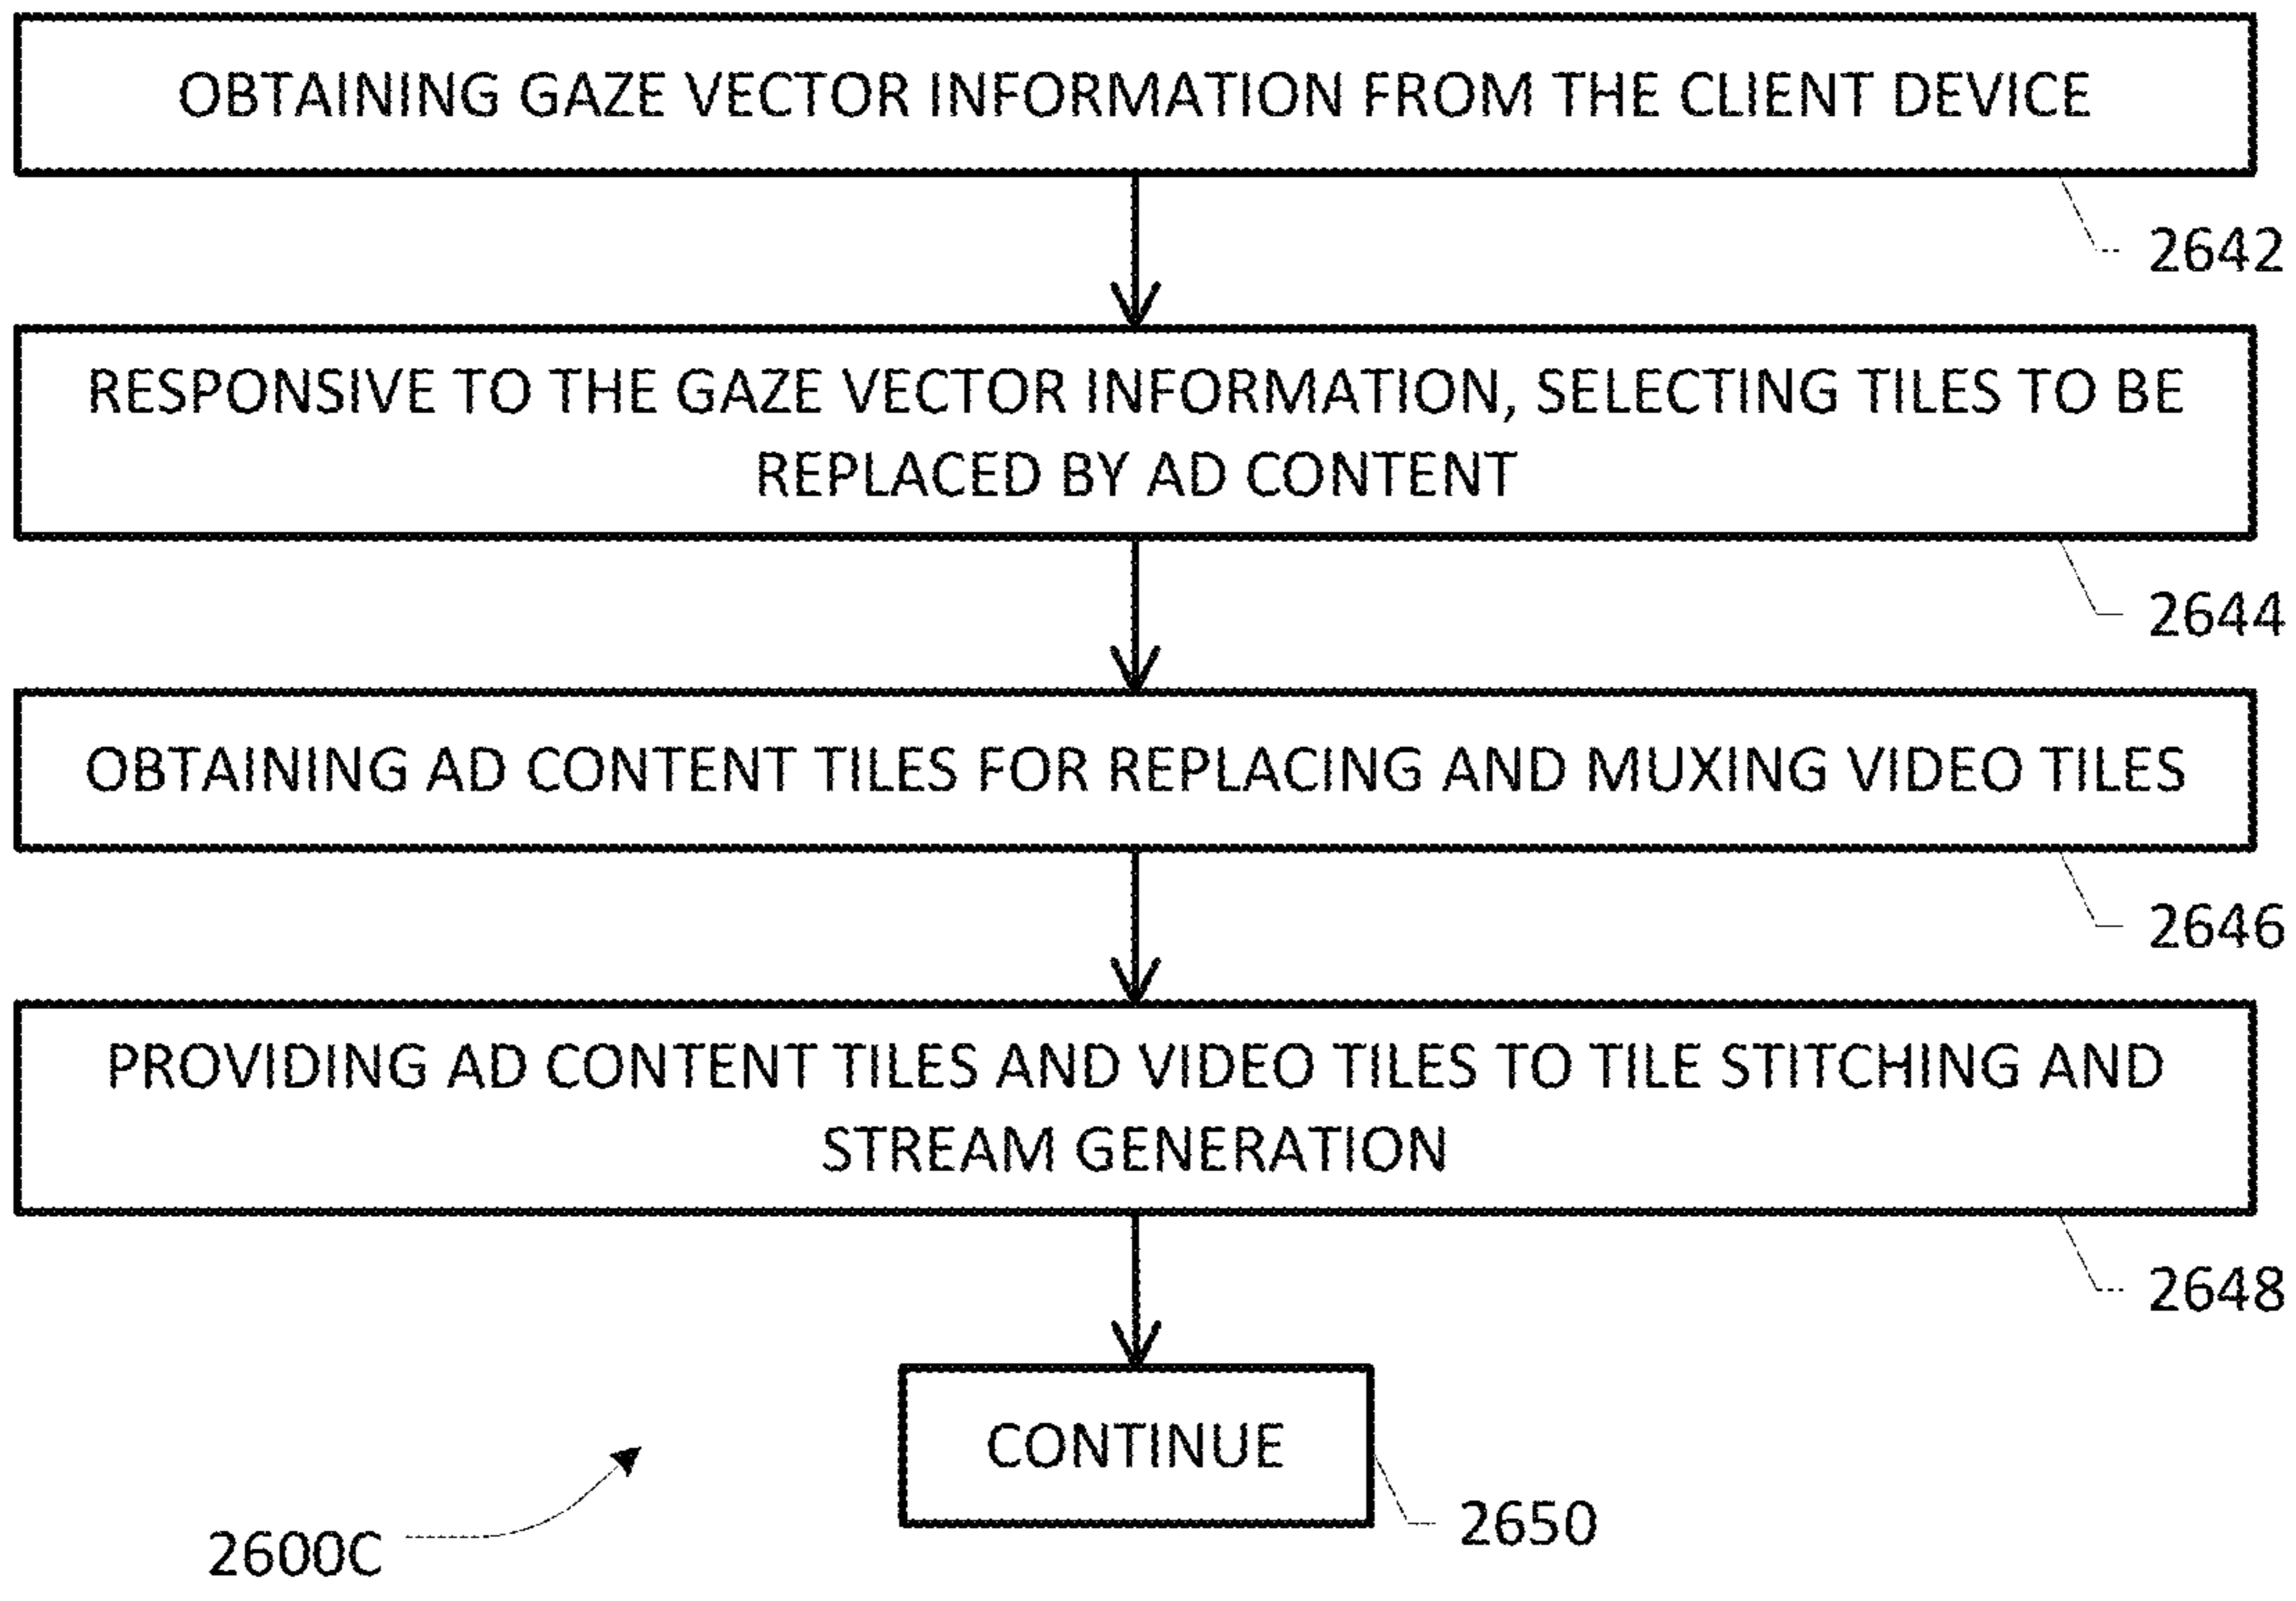 OBTAINING GAZE VECTOR INFORMATION FROM THE CLIENT DEVICE
2642
RESPONSIVE TO THE GAZE VECTOR INFORMATION, SELECTING TILES TO BE
REPLACED BY AD CONTENT
2644
OBTAINING AD CONTENT TILES FOR REPLACING AND MUXING VIDEO TILES
2646
PROVIDING AD CONTENT TILES AND VIDEO TILES TO TILE STITCHING AND
STREAM GENERATION
2648
CONTINUE
2650
2600C